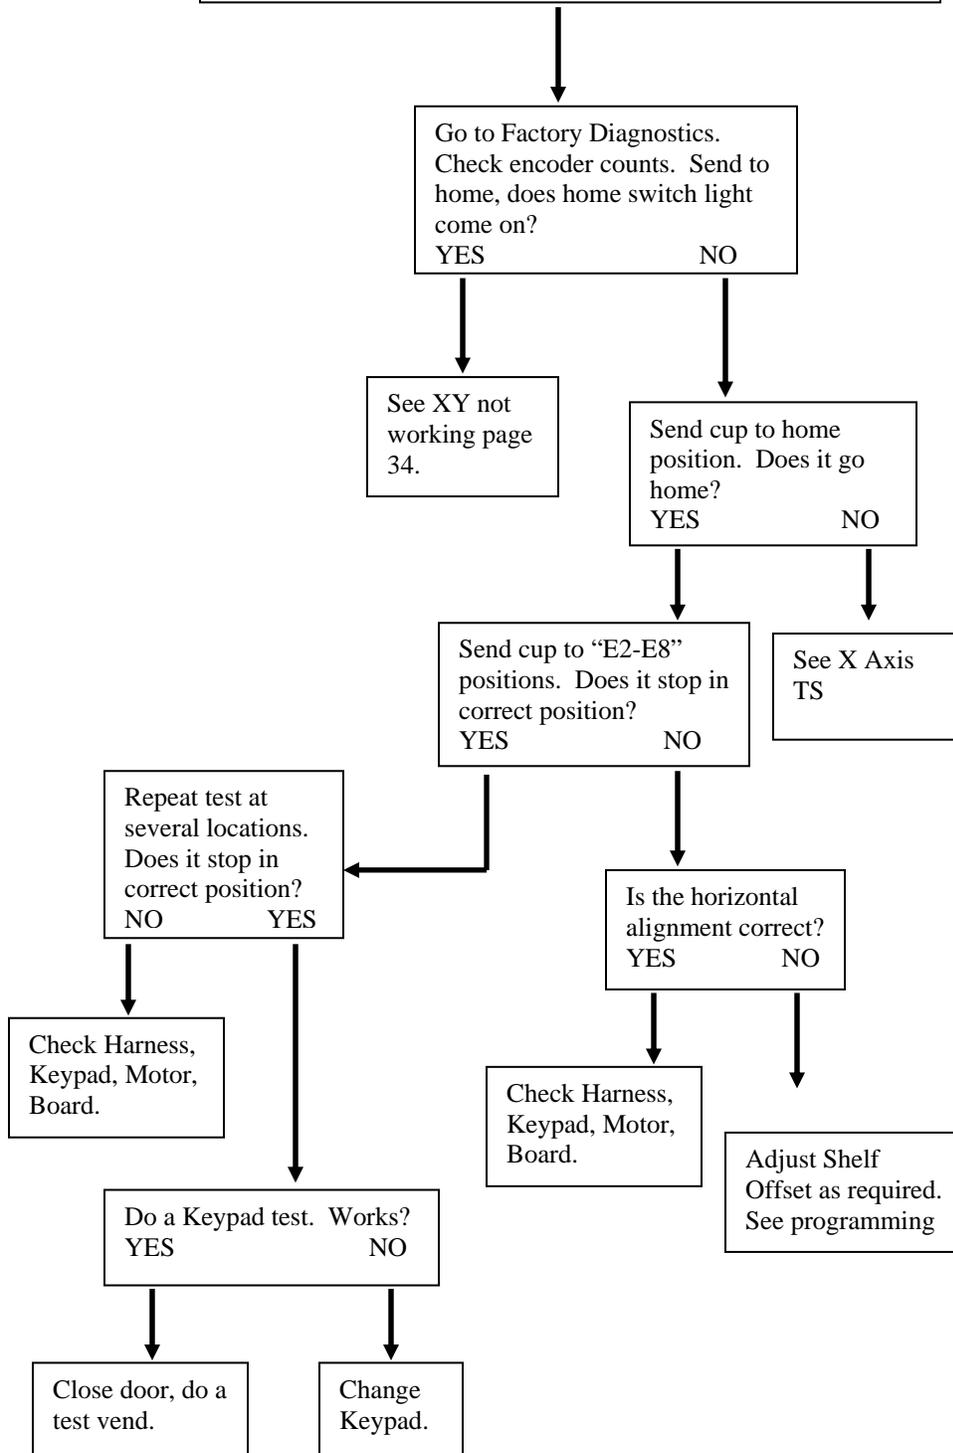 Go to Factory Diagnostics.
Check encoder counts.  Send to
home, does home switch light
come on?
YES NO
See XY not
working page
34.
Send cup to home
position.  Does it go
home?
YES NO
Send cup to “E2-E8”
positions.  Does it stop in
correct position?
YES NO
See X Axis
TS
Repeat test at
several locations.
Does it stop in
correct position?
NO YES
Is the horizontal
alignment correct?
YES NO
Check Harness,
Keypad, Motor,
Board.
Check Harness,
Keypad, Motor,
Board.
Adjust Shelf
Offset as required.
See programming
Do a Keypad test.  Works?
YES NO
Close door, do a
test vend.
Change
Keypad.